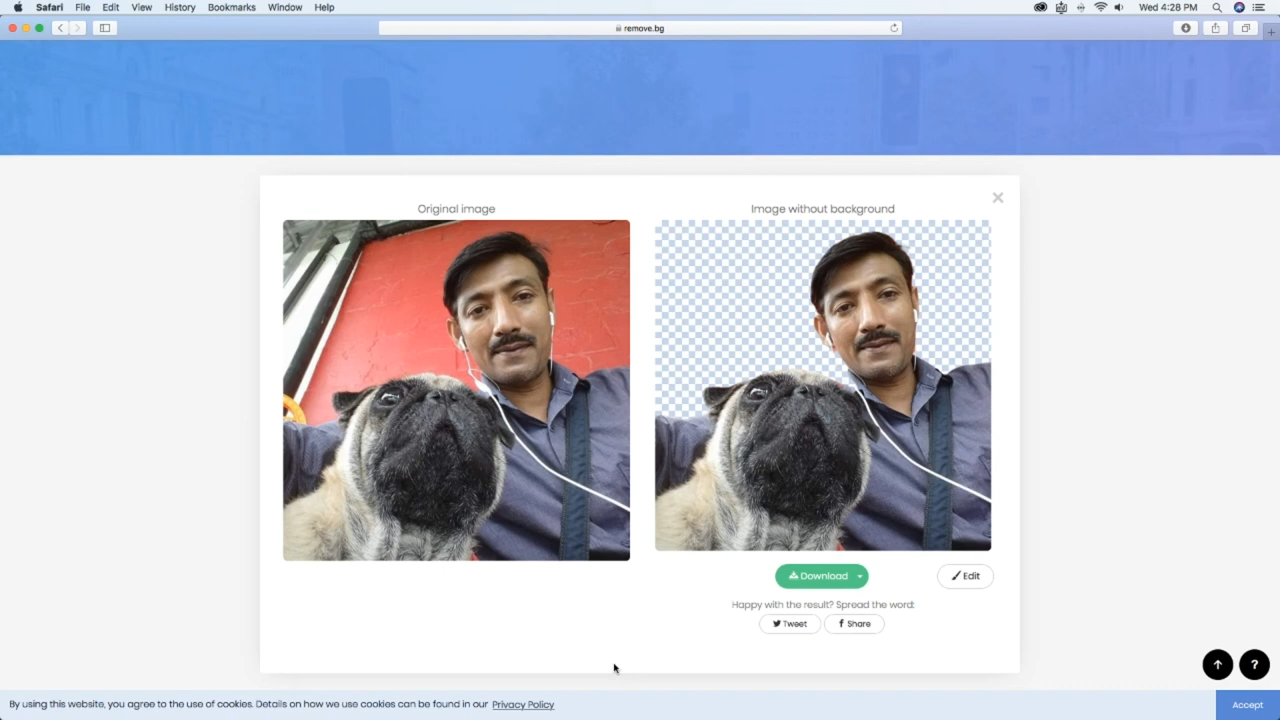 Safari File Edit View History Bookmarks Window Help Wed 4:28 PM
remove.bg
Original image
Image without background
Download
Edit
Happy with the result? Spread the word:
Tweet
Share
?
By using this website, you agree to the use of cookies. Details on how we use cookies can be found in our Privacy Policy
Accept